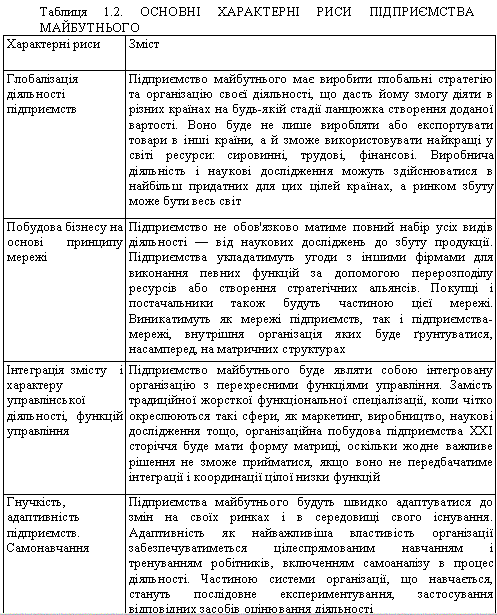 Таблиця 1.2. ОСНОВНІ ХАРАКТЕРНІ РИСИ ПІДПРИЄМСТВА
МАЙБУТНЬОГО
Характерні риси
Зміст
Глобалізація
діяльності
підприємств
Підприємство майбутнього має виробити глобальні стратегію
та організацію своєї діяльності, що дасть йому змогу діяти в
різних країнах на будь-якій стадії ланцюжка створення доданої
вартості. Воно буде не лише виробляти або експортувати
товари в інші країни, а й зможе використовувати найкращі у
світі ресурси: сировинні, трудові, фінансові. Виробнича
діяльність і наукові дослідження можуть здійснюватися в
найбільш придатних для цих цілей країнах, а ринком збуту
може бути весь світ
Побудова бізнесу на
основі принципу
мережі
Підприємство не обов'язково матиме повний набір усіх видів
діяльності — від наукових досліджень до збуту продукції.
Підприємства укладатимуть угоди з іншими фірмами для
виконання певних функцій за допомогою перерозподілу
ресурсів або створення стратегічних альянсів. Покупці і
постачальники також будуть частиною цієї мережі.
Виникатимуть як мережі підприємств, так і підприємства-
мережі, внутрішня організація яких буде ґрунтуватися,
насамперед, на матричних структурах
Інтеграція змісту і
характеру
управлінської
діяльності, функцій
управління
Підприємство майбутнього буде являти собою інтегровану
організацію з перехресними функціями управління. Замість
традиційної жорсткої функціональної спеціалізації, коли чітко
окреслюються такі сфери, як маркетинг, виробництво, наукові
дослідження тощо, організаційна побудова підприємства XXI
сторіччя буде мати форму матриці, оскільки жодне важливе
рішення не зможе прийматися, якщо воно не передбачатиме
інтеграції і координації цілої низки функцій
Гнучкість,
адаптивність
підприємств.
Самонавчання
Підприємства майбутнього будуть швидко адаптуватися до
змін на своїх ринках і в середовищі свого існування.
Адаптивність як найважливіша властивість організації
забезпечуватиметься цілеспрямованим навчанням і
тренуванням робітників, включенням самоаналізу в процес
діяльності. Частиною системи організації, що навчається,
стануть послідовне експериментування, застосування
відповідних засобів оцінювання діяльності